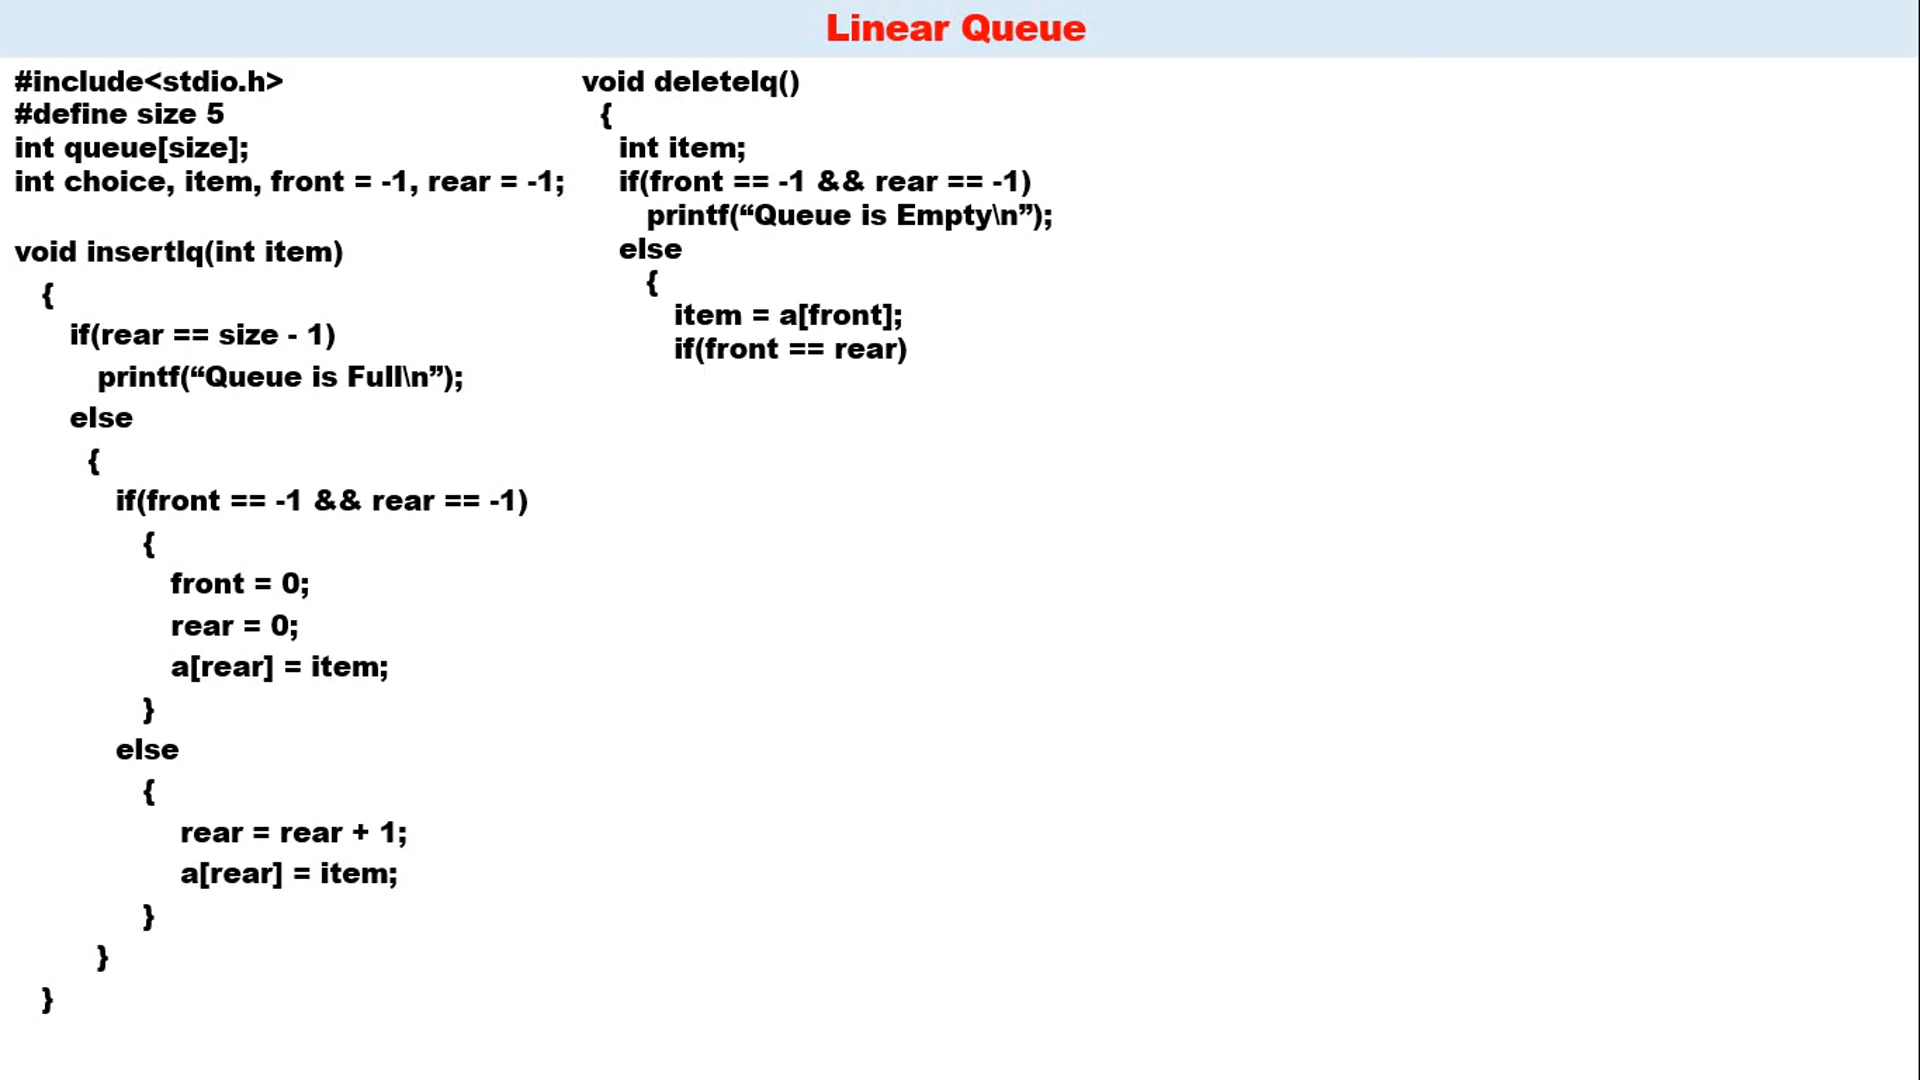 Linear Queue
#include<stdio.h>
#define size 5
int queue[size];
int choice, item, front = -1, rear = -1;
void insertlq(int item)
{
if(rear == size - 1)
printf(“Queue is Full\n”);
else
{
if(front == -1 && rear == -1)
{
front = 0;
rear = 0;
a[rear] = item;
}
else
{
rear = rear + 1;
a[rear] = item;
}
}
}
void deletelq()
{
int item;
if(front == -1 && rear == -1)
printf(“Queue is Empty\n”);
else
{
item = a[front];
if(front == rear)